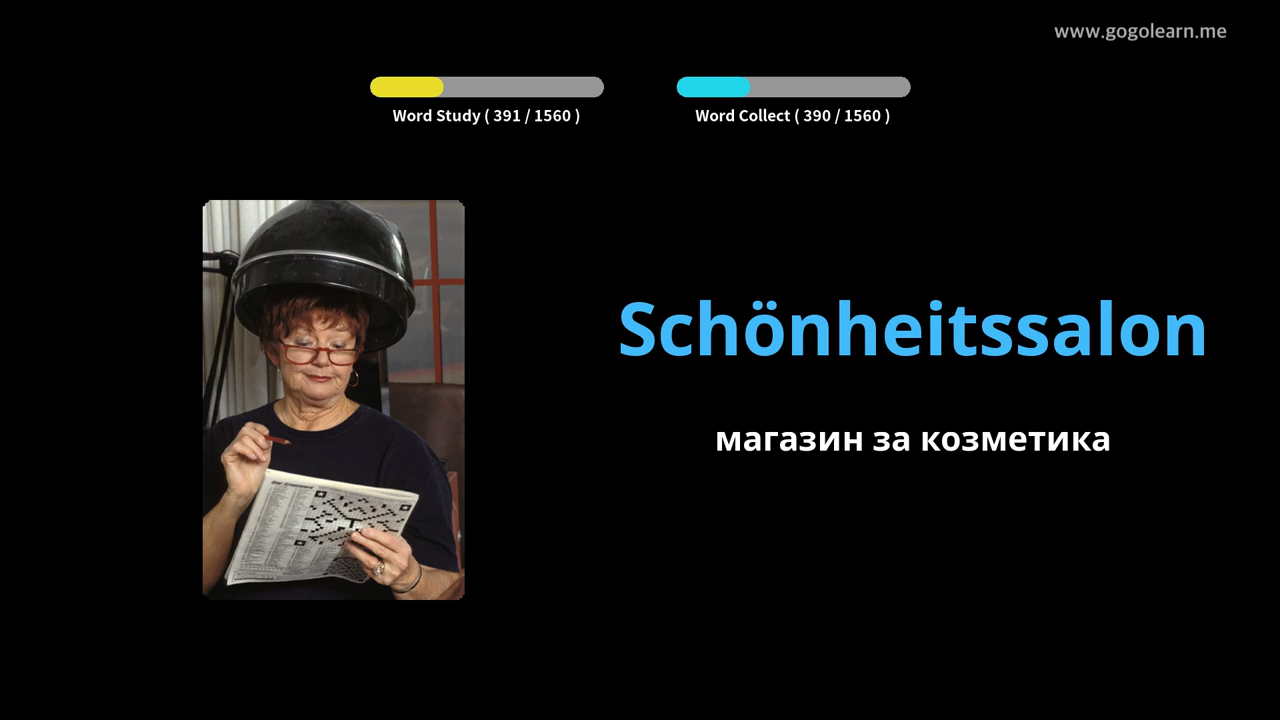 www.gogolearn.me
Word Study ( 391 / 1560 )
Word Collect ( 390 / 1560 )
Schönheitssalon
магазин за козметика